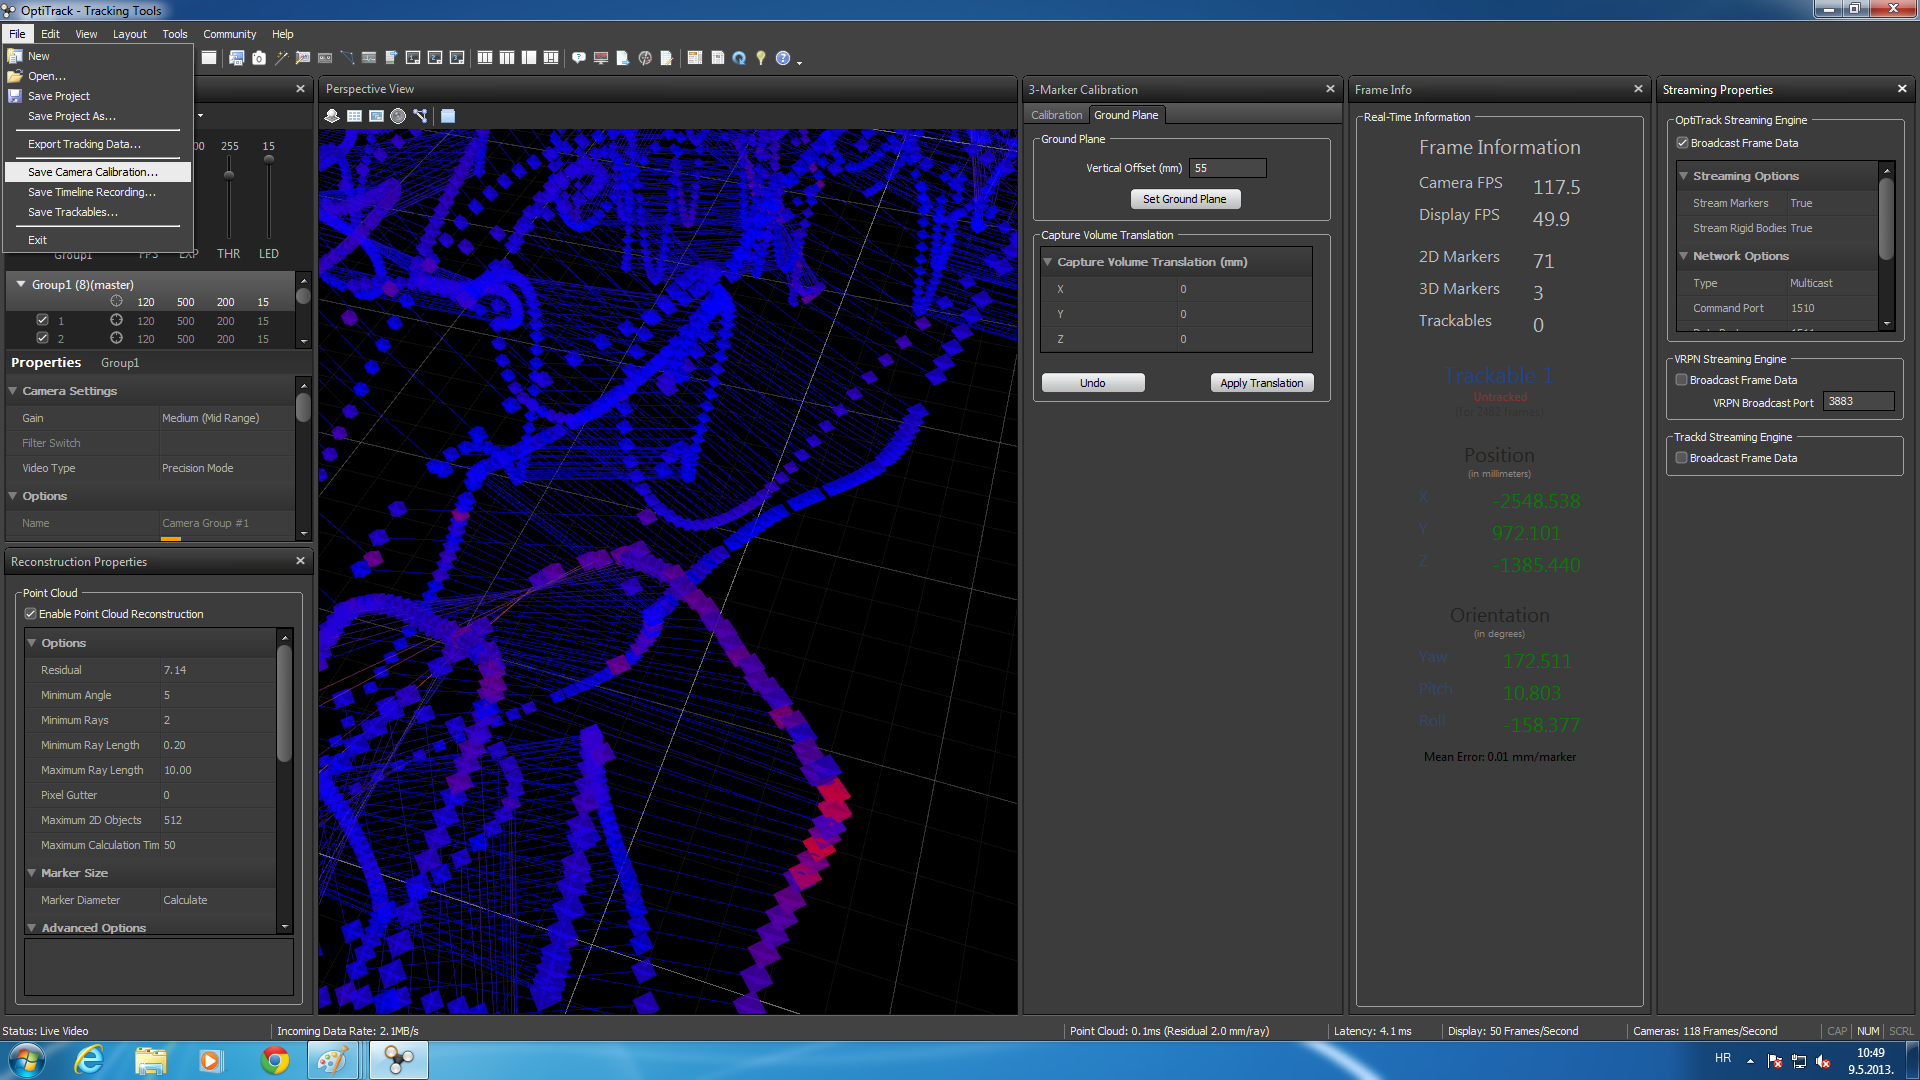 OptiTrack - Tracking Tools
File Edit View Layout Tools Community Help
New
Open...
Save Project
Save Project As...
Export Tracking Data...
Save Camera Calibration...
Save Timeline Recording...
Save Trackables...
Exit
255 15
THR LED
Group1 (8)(master)
120 500 200 15
1 120 500 200 15
2 120 500 200 15
Properties Group1
Camera Settings
Gain Medium (Mid Range)
Filter Switch
Video Type Precision Mode
Options
Name Camera Group #1
Reconstruction Properties
Point Cloud
Enable Point Cloud Reconstruction
Options
Residual 7.14
Minimum Angle 5
Minimum Rays 2
Minimum Ray Length 0.20
Maximum Ray Length 10.00
Pixel Gutter 0
Maximum 2D Objects 512
Maximum Calculation Tim 50
Marker Size
Marker Diameter Calculate
Advanced Options
Perspective View
3-Marker Calibration
Calibration Ground Plane
Ground Plane
Vertical Offset (mm) 55
Set Ground Plane
Capture Volume Translation
Capture Volume Translation (mm)
X 0
Y 0
Z 0
Undo Apply Translation
Frame Info
Real-Time Information
Frame Information
Camera FPS 117.5
Display FPS 49.9
2D Markers 71
3D Markers 3
Trackables 0
Trackable 1
Untracked
(for 2482 frames)
Position
(in millimeters)
X -2548.538
Y 972.101
Z -1385.440
Orientation
(in degrees)
Yaw 172.511
Pitch 10.803
Roll -158.377
Mean Error: 0.01 mm/marker
Streaming Properties
OptiTrack Streaming Engine
Broadcast Frame Data
Streaming Options
Stream Markers True
Stream Rigid Bodies True
Network Options
Type Multicast
Command Port 1510
VRPN Streaming Engine
Broadcast Frame Data
VRPN Broadcast Port 3883
Trackd Streaming Engine
Broadcast Frame Data
Status: Live Video Incoming Data Rate: 2.1MB/s Point Cloud: 0.1ms (Residual 2.0 mm/ray) Latency: 4.1 ms Display: 50 Frames/Second Cameras: 118 Frames/Second CAP NUM SCRL
HR 10:49
9.5.2013.